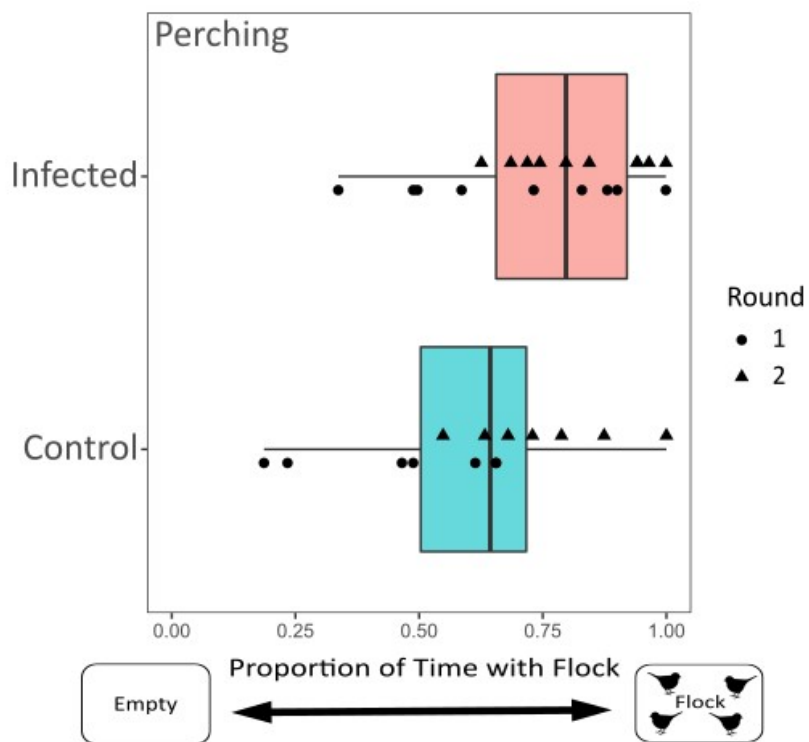 Perching
Infected
Control
Round
1
2
0.00 0.25 0.50 0.75 1.00
Proportion of Time with Flock
Empty
Flock